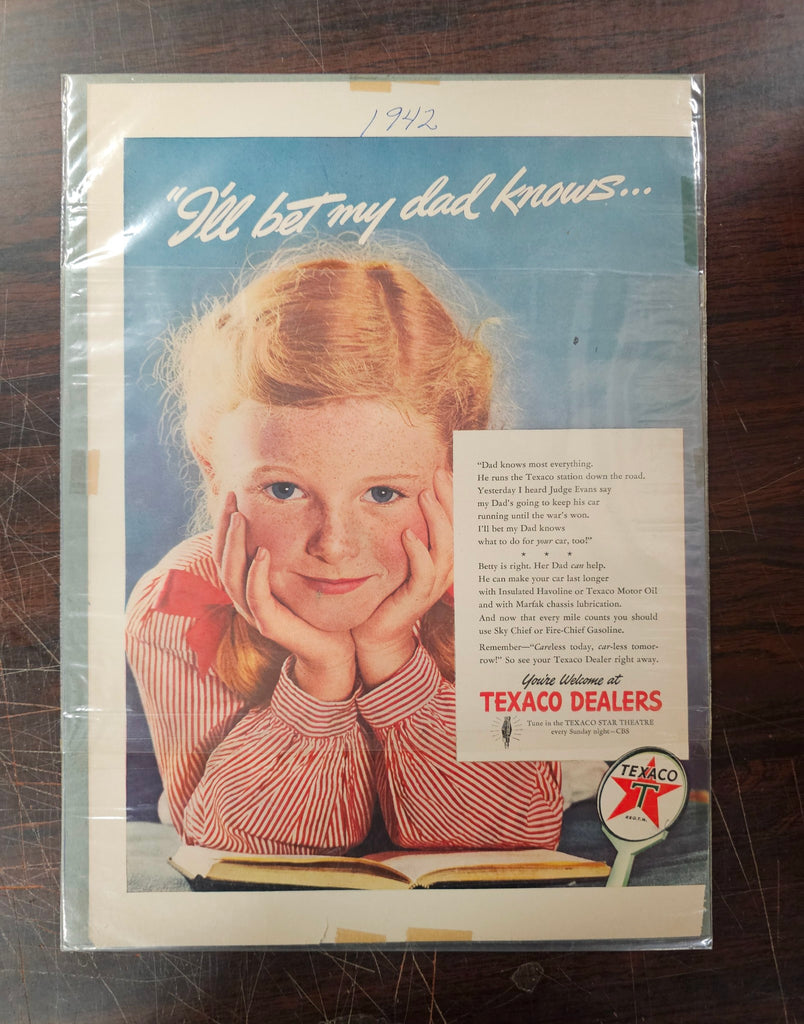 1942
"I'll bet my dad knows...
"Dad knows most everything.
He runs the Texaco station down the road.
Yesterday I heard Judge Evans say
my Dad's going to keep his car
running until the war's won.
I'll bet my Dad knows
what to do for your car, too!"
★ ★ ★
Betty is right. Her Dad can help.
He can make your car last longer
with Insulated Havoline or Texaco Motor Oil
and with Marfak chassis lubrication.
And now that every mile counts you should
use Sky Chief or Fire-Chief Gasoline.
Remember—"Careless today, car-less tomor-
row!" So see your Texaco Dealer right away.
You're Welcome at
TEXACO DEALERS
Tune in the TEXACO STAR THEATRE
every Sunday night—CBS
TEXACO
T
REG. T.M.